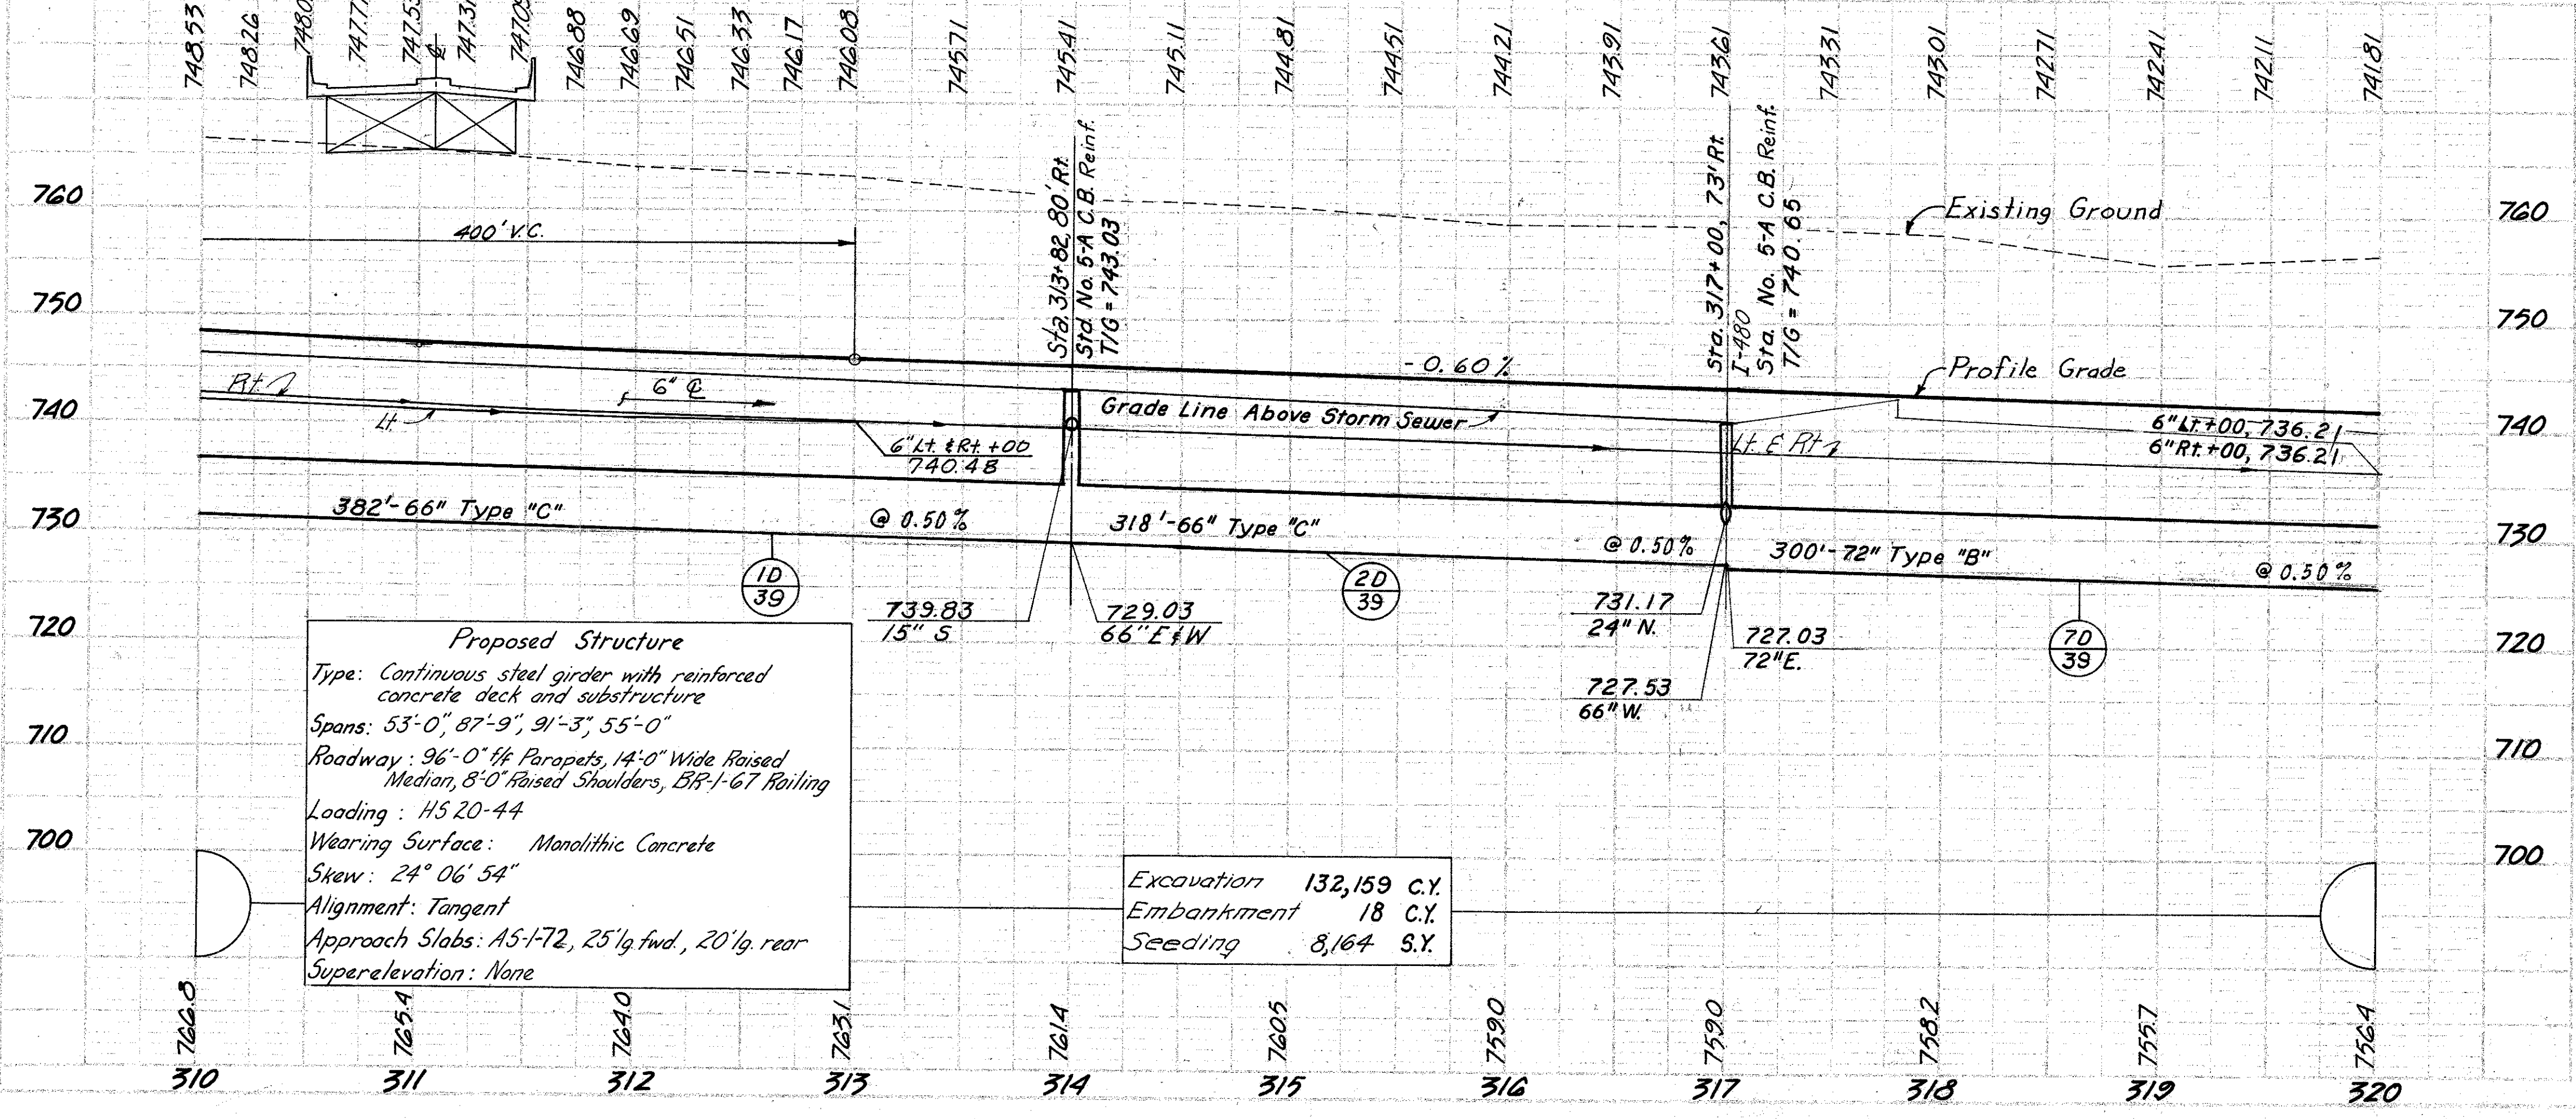 748.53
748.26
747.53
746.88
746.69
746.51
746.33
746.17
746.08
745.71
745.41
745.11
744.81
744.51
744.21
743.91
743.61
743.31
743.01
742.71
742.41
742.11
741.81
℄
760
760
750
750
740
740
730
730
720
720
710
710
700
700
400' V.C.
Sta. 313+82, 80' Rt.
Std. No. 5-A C.B. Reinf.
T/G = 743.03
Sta. 317+00, 73' Rt.
I-480
Sta. No. 5-A C.B. Reinf.
T/G = 740.65
Existing Ground
-0.60%
Profile Grade
Rt.
Lt.
6" ℄
6" Lt. & Rt. +00
740.48
Grade Line Above Storm Sewer
Lt. & Rt.
6" Lt +00, 736.21
6" Rt. +00, 736.21
382'-66" Type "C"
@ 0.50%
318'-66" Type "C"
@ 0.50%
300'-72" Type "B"
@ 0.50%
1D
39
2D
39
7D
39
739.83
15" S
729.03
66" E & W
731.17
24" N.
727.03
72" E.
727.53
66" W.
Proposed Structure
Type: Continuous steel girder with reinforced
concrete deck and substructure
Spans: 53'-0", 87'-9", 91'-3", 55'-0"
Roadway: 96'-0" f/f Parapets, 14'-0" Wide Raised
Median, 8'-0" Raised Shoulders, BR-1-67 Railing
Loading: HS 20-44
Wearing Surface: Monolithic Concrete
Skew: 24° 06' 54"
Alignment: Tangent
Approach Slabs: AS-1-72, 25' lg. fwd., 20' lg. rear
Superelevation: None
Excavation 132,159 C.Y.
Embankment 18 C.Y.
Seeding 8,164 S.Y.
766.8
765.4
764.0
763.1
761.4
760.5
759.0
759.0
758.2
755.7
756.4
310
311
312
313
314
315
316
317
318
319
320